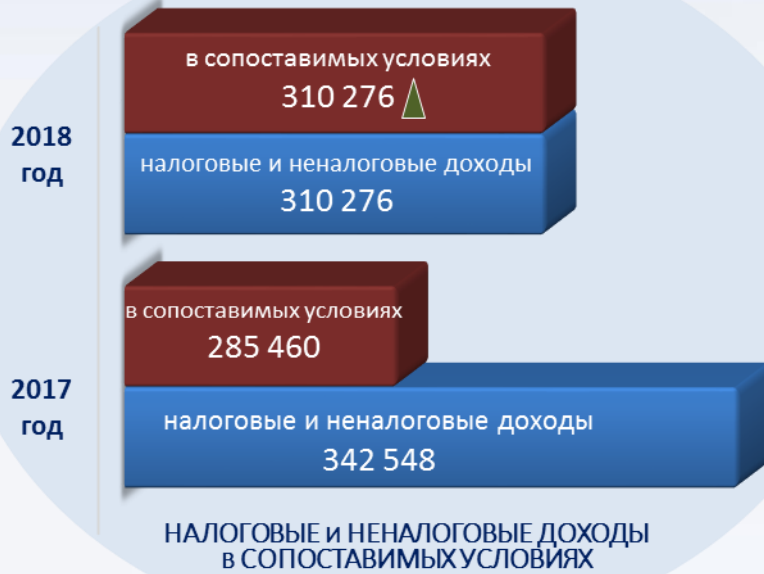 в сопоставимых условиях
310 276
2018
год
налоговые и неналоговые доходы
310 276
в сопоставимых условиях
285 460
2017
год
налоговые и неналоговые доходы
342 548
НАЛОГОВЫЕ и НЕНАЛОГОВЫЕ ДОХОДЫ
в СОПОСТАВИМЫХ УСЛОВИЯХ